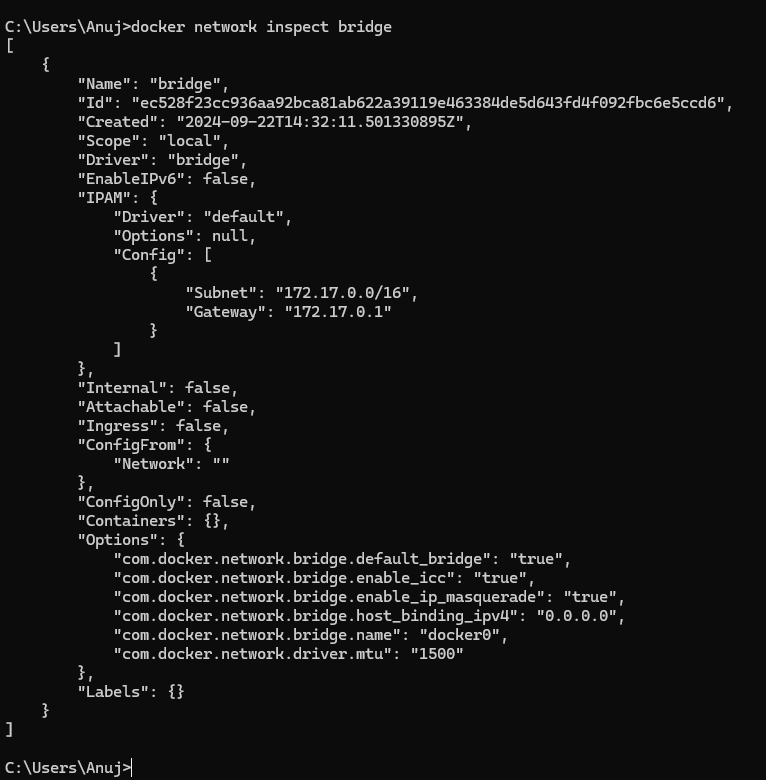 C:\Users\Anuj>docker network inspect bridge
[
    {
        "Name": "bridge",
        "Id": "ec528f23cc936aa92bca81ab622a39119e463384de5d643fd4f092fbc6e5ccd6",
        "Created": "2024-09-22T14:32:11.501330895Z",
        "Scope": "local",
        "Driver": "bridge",
        "EnableIPv6": false,
        "IPAM": {
            "Driver": "default",
            "Options": null,
            "Config": [
                {
                    "Subnet": "172.17.0.0/16",
                    "Gateway": "172.17.0.1"
                }
            ]
        },
        "Internal": false,
        "Attachable": false,
        "Ingress": false,
        "ConfigFrom": {
            "Network": ""
        },
        "ConfigOnly": false,
        "Containers": {},
        "Options": {
            "com.docker.network.bridge.default_bridge": "true",
            "com.docker.network.bridge.enable_icc": "true",
            "com.docker.network.bridge.enable_ip_masquerade": "true",
            "com.docker.network.bridge.host_binding_ipv4": "0.0.0.0",
            "com.docker.network.bridge.name": "docker0",
            "com.docker.network.driver.mtu": "1500"
        },
        "Labels": {}
    }
]
C:\Users\Anuj>